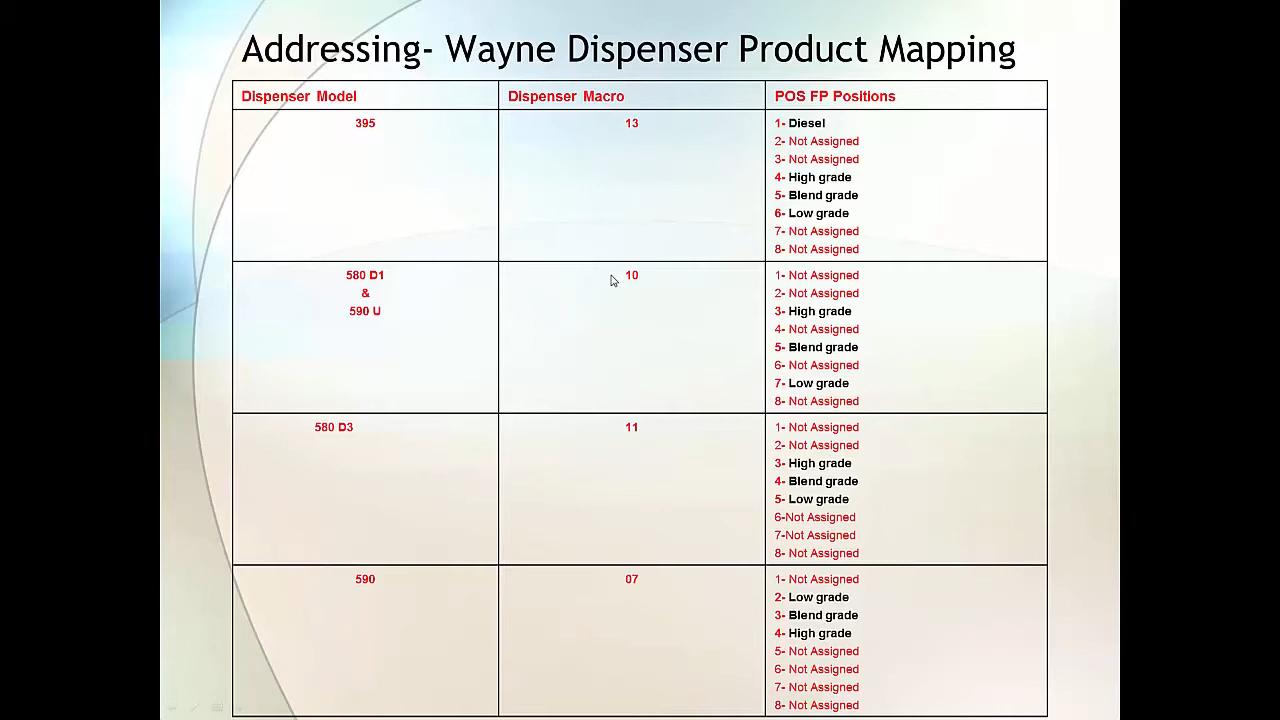 Addressing- Wayne Dispenser Product Mapping
Dispenser Model Dispenser Macro POS FP Positions
395 13 1- Diesel
2- Not Assigned
3- Not Assigned
4- High grade
5- Blend grade
6- Low grade
7- Not Assigned
8- Not Assigned
580 D1 10 1- Not Assigned
& 2- Not Assigned
590 U 3- High grade
4- Not Assigned
5- Blend grade
6- Not Assigned
7- Low grade
8- Not Assigned
580 D3 11 1- Not Assigned
2- Not Assigned
3- High grade
4- Blend grade
5- Low grade
6-Not Assigned
7-Not Assigned
8- Not Assigned
590 07 1- Not Assigned
2- Low grade
3- Blend grade
4- High grade
5- Not Assigned
6- Not Assigned
7- Not Assigned
8- Not Assigned